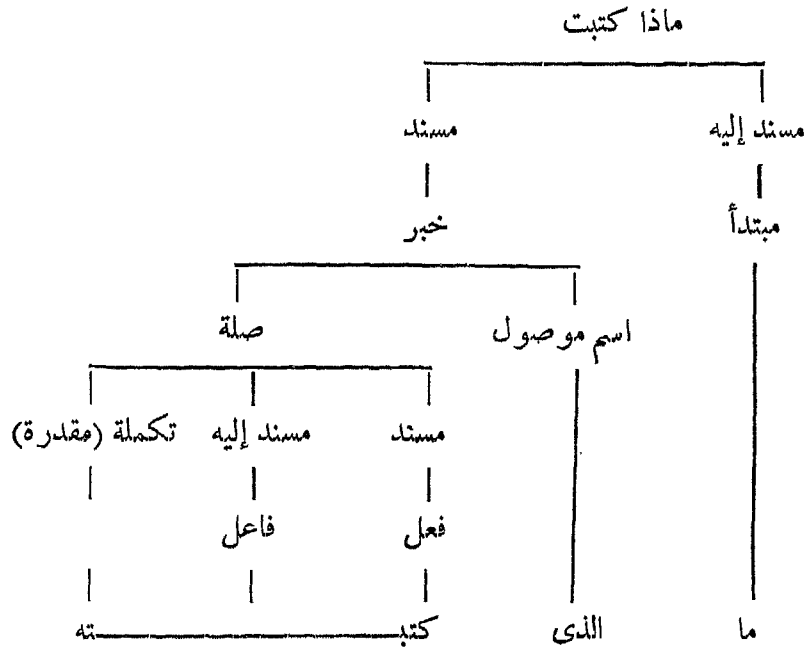 ماذا كتبت
مسند إليه مسند
مبتدأ خبر
اسم موصول صلة
مسند مسند إليه تكملة (مقدرة)
فعل فاعل
ما الذى كتبـــــــته